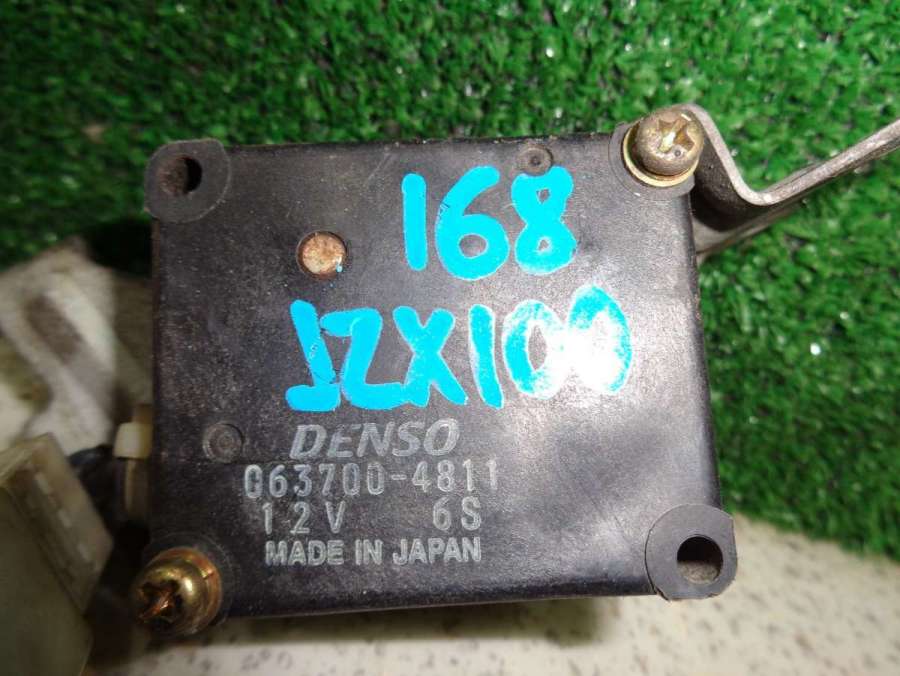 168
JZX100
DENSO
063700-4811
12V 6S
MADE IN JAPAN